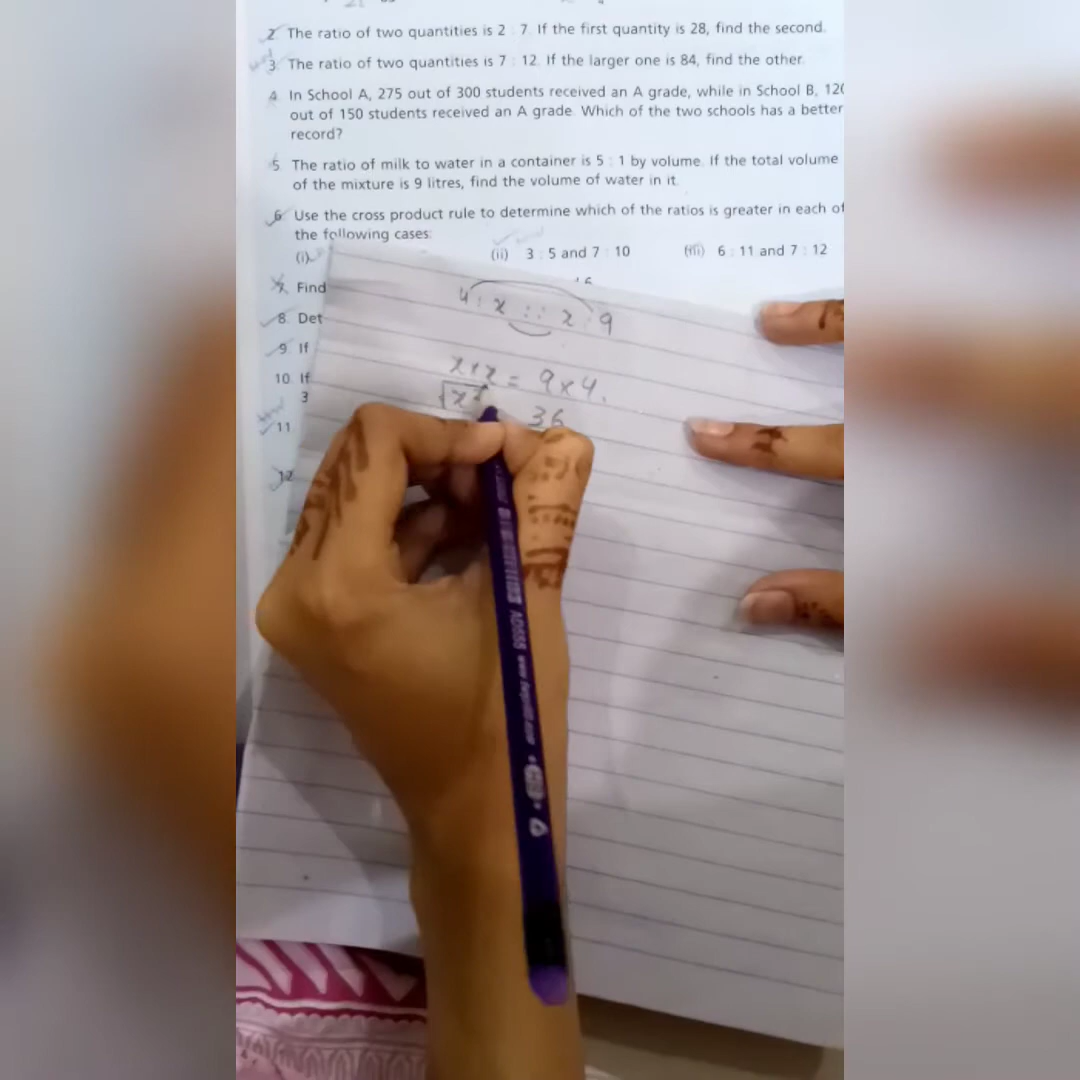 2. The ratio of two quantities is 2 : 7. If the first quantity is 28, find the second.
3. The ratio of two quantities is 7 : 12. If the larger one is 84, find the other.
4. In School A, 275 out of 300 students received an A grade, while in School B, 120
out of 150 students received an A grade. Which of the two schools has a better
record?
5. The ratio of milk to water in a container is 5 : 1 by volume. If the total volume
of the mixture is 9 litres, find the volume of water in it.
6. Use the cross product rule to determine which of the ratios is greater in each of
the following cases:
(i) (ii) 3 : 5 and 7 : 10 (iii) 6 : 11 and 7 : 12
7. Find
8. Det
9. If
10. If
3
11.
12
4 : x :: x : 9
x × x = 9 × 4.
√x² 36